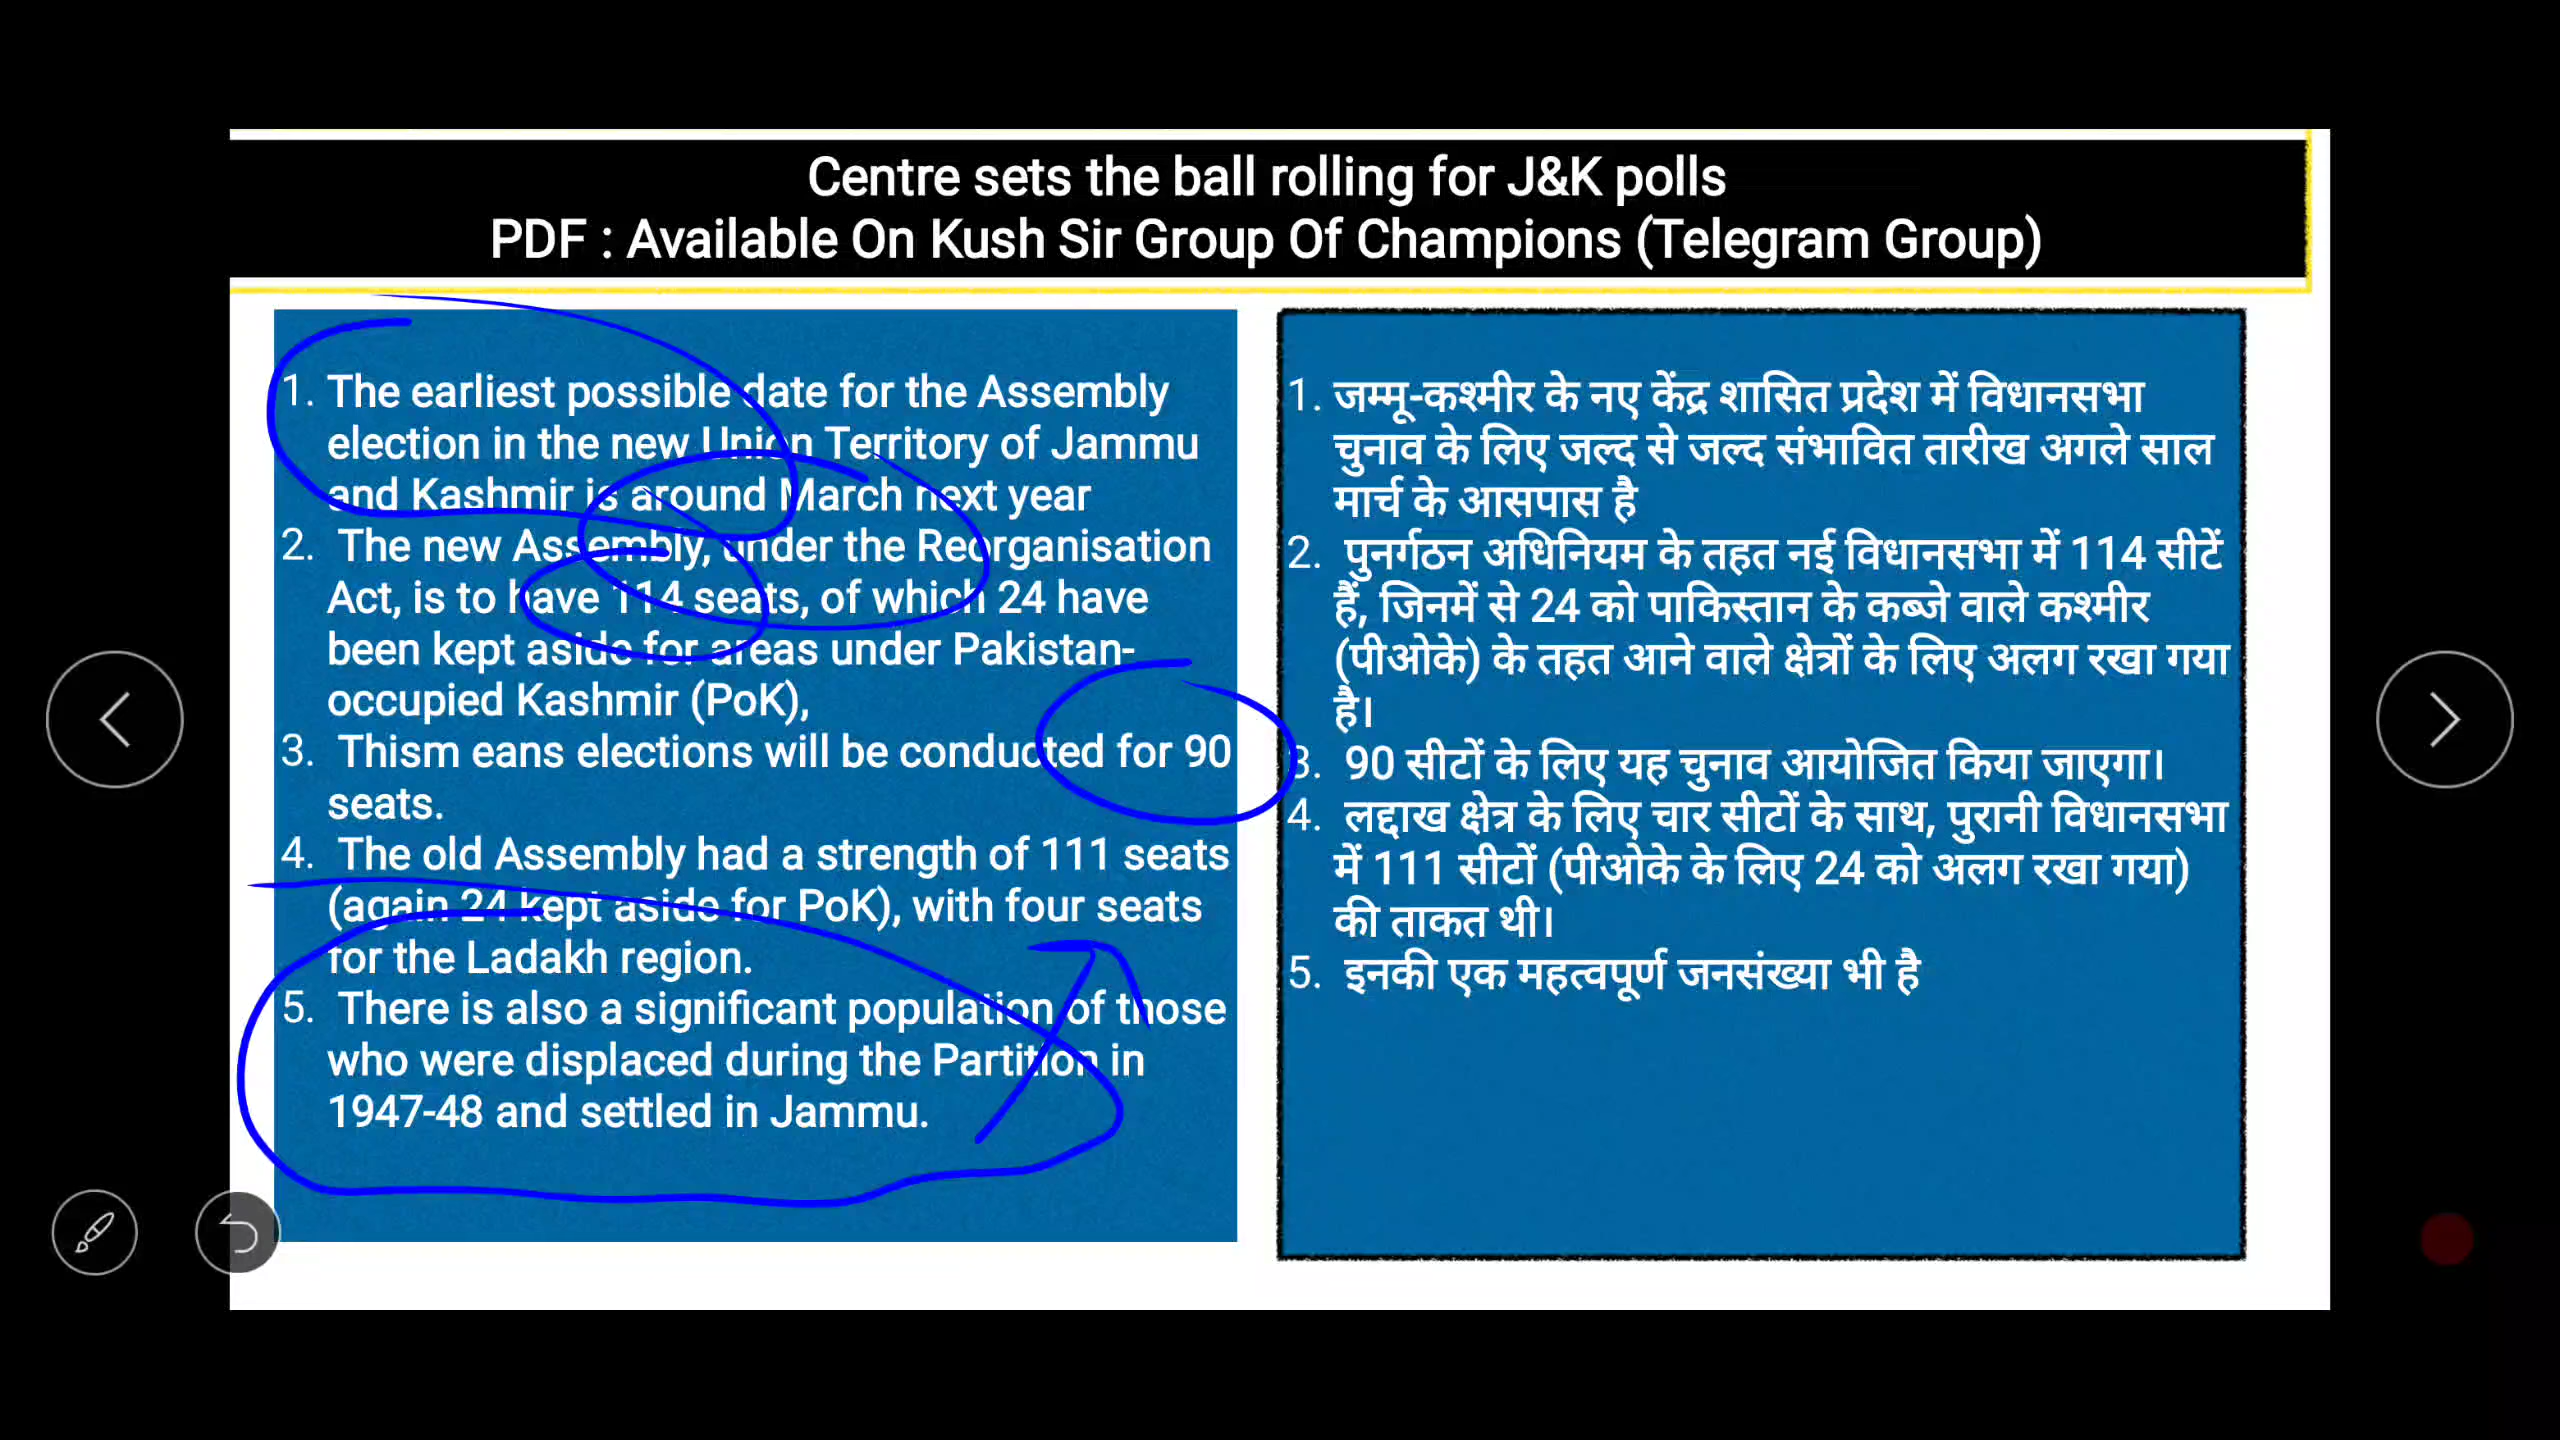 Centre sets the ball rolling for J&K polls
PDF : Available On Kush Sir Group Of Champions (Telegram Group)
1. The earliest possible date for the Assembly
election in the new Union Territory of Jammu
and Kashmir is around March next year
2. The new Assembly, under the Reorganisation
Act, is to have 114 seats, of which 24 have
been kept aside for areas under Pakistan-
occupied Kashmir (PoK),
3. Thism eans elections will be conducted for 90
seats.
4. The old Assembly had a strength of 111 seats
(again 24 kept aside for PoK), with four seats
for the Ladakh region.
5. There is also a significant population of those
who were displaced during the Partition in
1947-48 and settled in Jammu.
1. जम्मू-कश्मीर के नए केंद्र शासित प्रदेश में विधानसभा
चुनाव के लिए जल्द से जल्द संभावित तारीख अगले साल
मार्च के आसपास है
2. पुनर्गठन अधिनियम के तहत नई विधानसभा में 114 सीटें
हैं, जिनमें से 24 को पाकिस्तान के कब्जे वाले कश्मीर
(पीओके) के तहत आने वाले क्षेत्रों के लिए अलग रखा गया
है।
3. 90 सीटों के लिए यह चुनाव आयोजित किया जाएगा।
4. लद्दाख क्षेत्र के लिए चार सीटों के साथ, पुरानी विधानसभा
में 111 सीटों (पीओके के लिए 24 को अलग रखा गया)
की ताकत थी।
5. इनकी एक महत्वपूर्ण जनसंख्या भी है